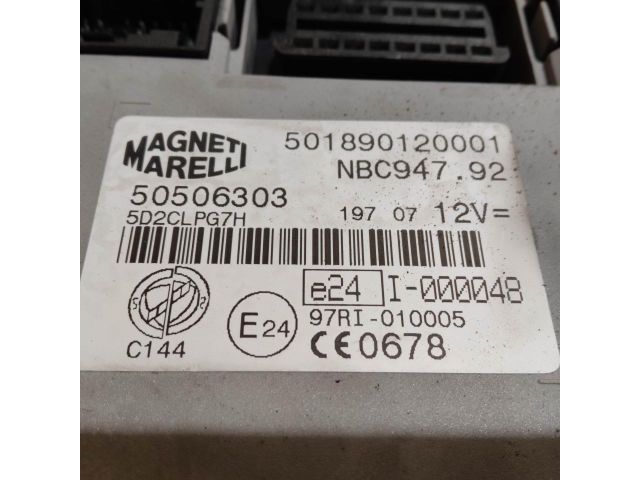 MAGNETI MARELLI
501890120001
NBC947.92
50506303
5D2CLPG7H
197 07 12V=
e24 I-000048
97RI-010005
E24
C144
CE0678